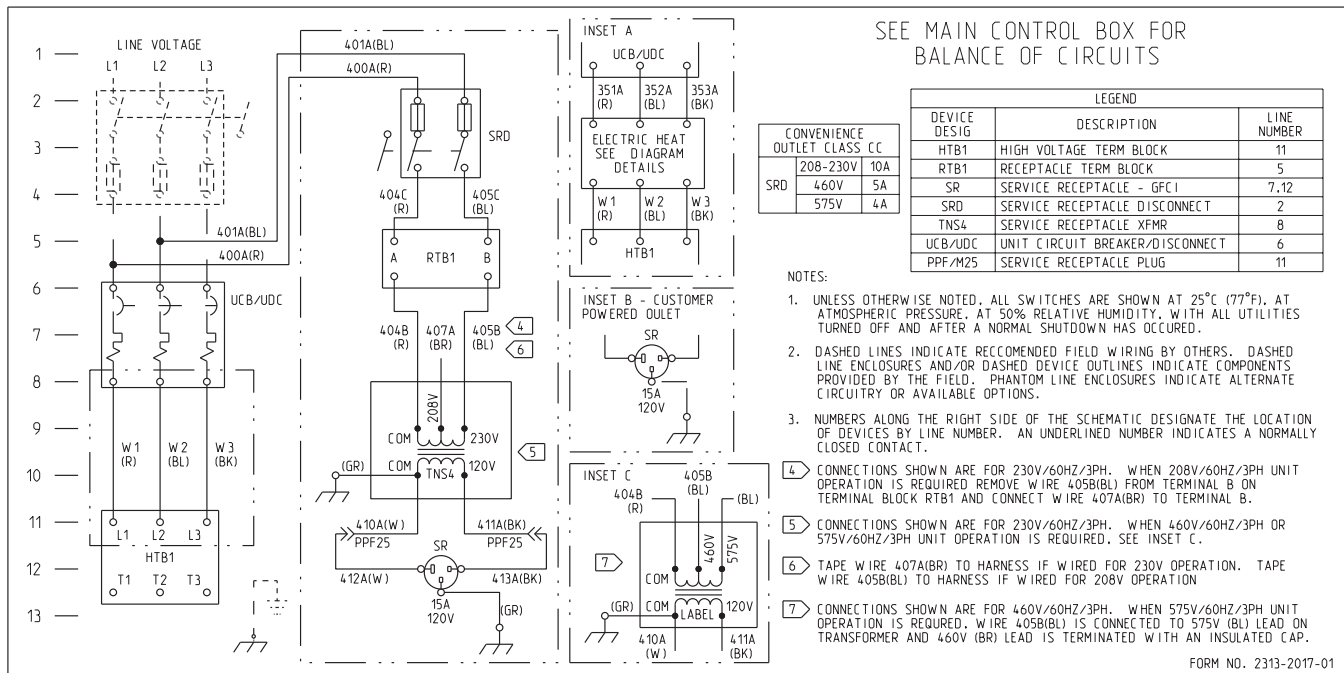 SEE MAIN CONTROL BOX FOR
BALANCE OF CIRCUITS
1
2
3
4
5
6
7
8
9
10
11
12
13
LINE VOLTAGE
L1 L2 L3
401A(BL)
400A(R)
401A(BL)
400A(R)
UCB/UDC
W1
(R)
W2
(BL)
W3
(BK)
L1 L2 L3
HTB1
T1 T2 T3
SRD
404C
(R)
405C
(BL)
A RTB1 B
404B
(R)
407A
(BR)
405B
(BL)
4
6
208V
COM 230V
COM TNS4 120V
5
(GR)
410A(W)
PPF25
411A(BK)
PPF25
SR
412A(W) 413A(BK)
15A
120V
(GR)
INSET A
UCB/UDC
351A
(R)
352A
(BL)
353A
(BK)
ELECTRIC HEAT
SEE DIAGRAM
DETAILS
W1
(R)
W2
(BL)
W3
(BK)
HTB1
INSET B - CUSTOMER
POWERED OULET
SR
15A
120V
INSET C
404B
(R)
405B
(BL)
(BL)
460V
575V
7
COM
(GR) COM LABEL 120V
410A
(W)
411A
(BK)
CONVENIENCE
OUTLET CLASS CC
SRD
208-230V 10A
460V 5A
575V 4A
LEGEND
DEVICE
DESIG
DESCRIPTION
LINE
NUMBER
HTB1 HIGH VOLTAGE TERM BLOCK 11
RTB1 RECEPTACLE TERM BLOCK 5
SR SERVICE RECEPTACLE - GFCI 7,12
SRD SERVICE RECEPTACLE DISCONNECT 2
TNS4 SERVICE RECEPTACLE XFMR 8
UCB/UDC UNIT CIRCUIT BREAKER/DISCONNECT 6
PPF/M25 SERVICE RECEPTACLE PLUG 11
NOTES:
1. UNLESS OTHERWISE NOTED, ALL SWITCHES ARE SHOWN AT 25°C (77°F), AT
ATMOSPHERIC PRESSURE, AT 50% RELATIVE HUMIDITY, WITH ALL UTILITIES
TURNED OFF AND AFTER A NORMAL SHUTDOWN HAS OCCURED.
2. DASHED LINES INDICATE RECCOMENDED FIELD WIRING BY OTHERS. DASHED
LINE ENCLOSURES AND/OR DASHED DEVICE OUTLINES INDICATE COMPONENTS
PROVIDED BY THE FIELD. PHANTOM LINE ENCLOSURES INDICATE ALTERNATE
CIRCUITRY OR AVAILABLE OPTIONS.
3. NUMBERS ALONG THE RIGHT SIDE OF THE SCHEMATIC DESIGNATE THE LOCATION
OF DEVICES BY LINE NUMBER. AN UNDERLINED NUMBER INDICATES A NORMALLY
CLOSED CONTACT.
4 CONNECTIONS SHOWN ARE FOR 230V/60HZ/3PH. WHEN 208V/60HZ/3PH UNIT
OPERATION IS REQUIRED REMOVE WIRE 405B(BL) FROM TERMINAL B ON
TERMINAL BLOCK RTB1 AND CONNECT WIRE 407A(BR) TO TERMINAL B.
5 CONNECTIONS SHOWN ARE FOR 230V/60HZ/3PH. WHEN 460V/60HZ/3PH OR
575V/60HZ/3PH UNIT OPERATION IS REQUIRED, SEE INSET C.
6 TAPE WIRE 407A(BR) TO HARNESS IF WIRED FOR 230V OPERATION. TAPE
WIRE 405B(BL) TO HARNESS IF WIRED FOR 208V OPERATION
7 CONNECTIONS SHOWN ARE FOR 460V/60HZ/3PH. WHEN 575V/60HZ/3PH UNIT
OPERATION IS REQURED, WIRE 405B(BL) IS CONNECTED TO 575V (BL) LEAD ON
TRANSFORMER AND 460V (BR) LEAD IS TERMINATED WITH AN INSULATED CAP.
FORM NO. 2313-2017-01